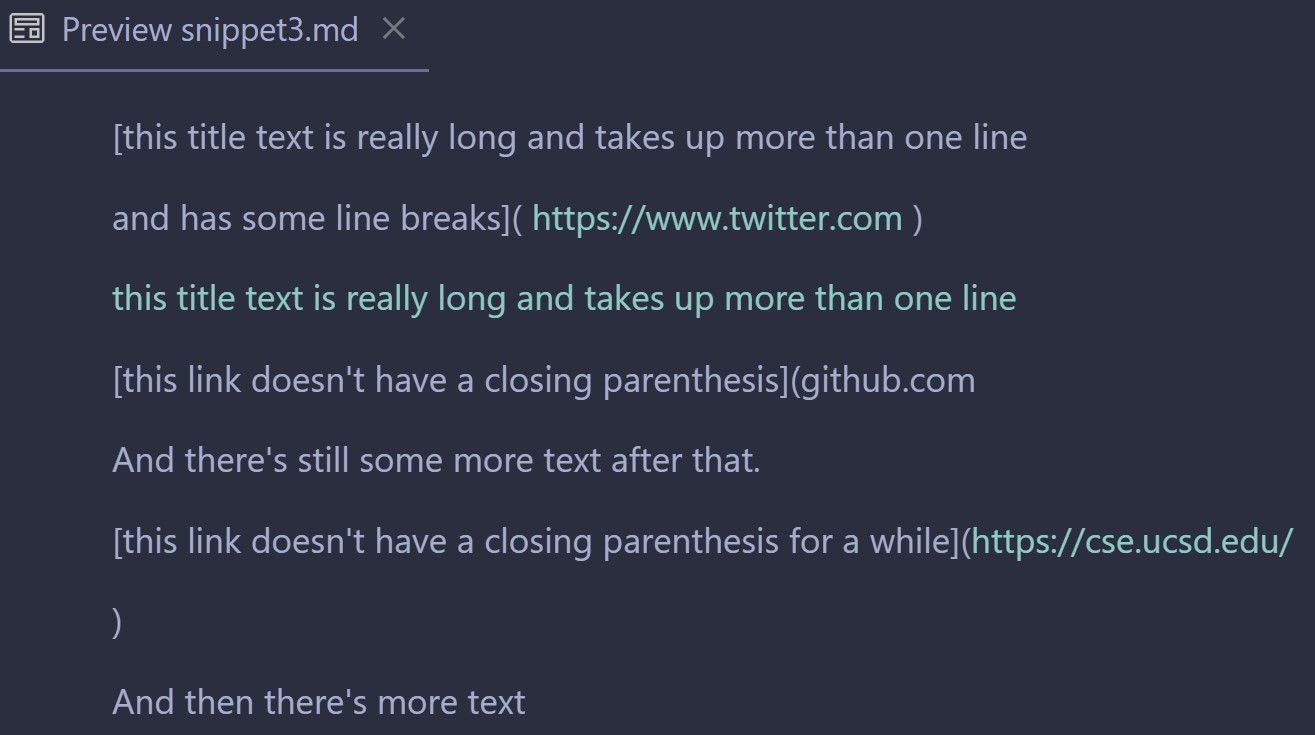 Preview snippet3.md
[this title text is really long and takes up more than one line
and has some line breaks]( https://www.twitter.com )
this title text is really long and takes up more than one line
[this link doesn't have a closing parenthesis](github.com
And there's still some more text after that.
[this link doesn't have a closing parenthesis for a while](https://cse.ucsd.edu/
)
And then there's more text